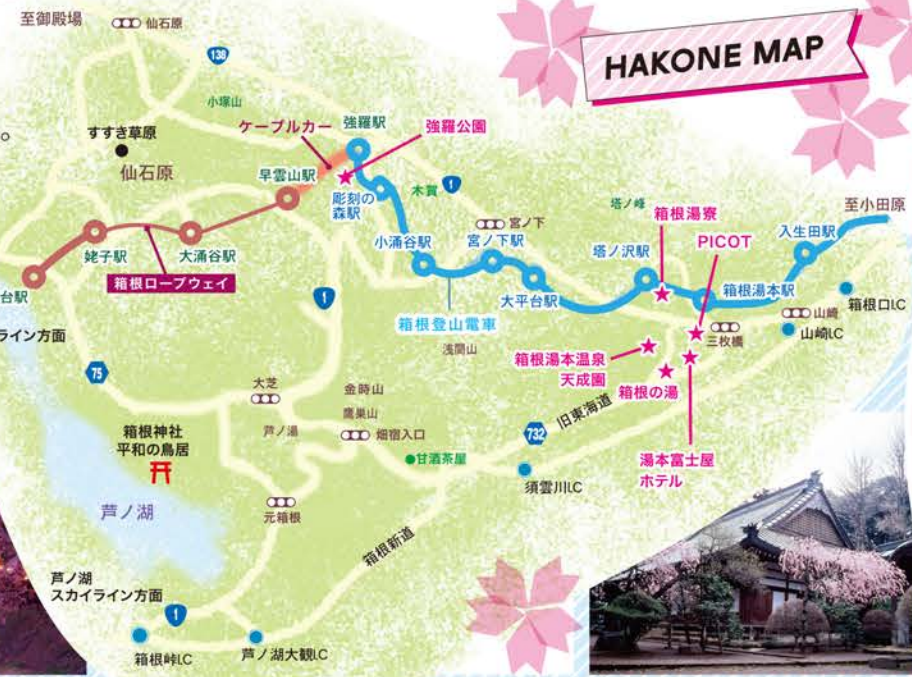 HAKONE MAP
至御殿場
仙石原
138
小塚山
すすき草原
仙石原
ケーブルカー
強羅駅
強羅公園
早雲山駅
彫刻の
森駅
木賀
1
塔ノ峰
箱根湯寮
至小田原
姥子駅
大涌谷駅
小涌谷駅
宮ノ下
宮ノ下駅
塔ノ沢駅
PICOT
入生田駅
台駅
箱根ロープウェイ
大平台駅
箱根湯本駅
箱根口I.C
ライン方面
1
箱根登山電車
浅間山
三枚橋
山崎
山崎I.C
75
大芝
金時山
鷹巣山
箱根湯本温泉
天成園
箱根の湯
箱根神社
平和の鳥居
芦ノ湯
畑宿入口
甘酒茶屋
732
旧東海道
湯本富士屋
ホテル
芦ノ湖
元箱根
須雲川I.C
箱根新道
芦ノ湖
スカイライン方面
1
箱根峠I.C
芦ノ湖大観I.C